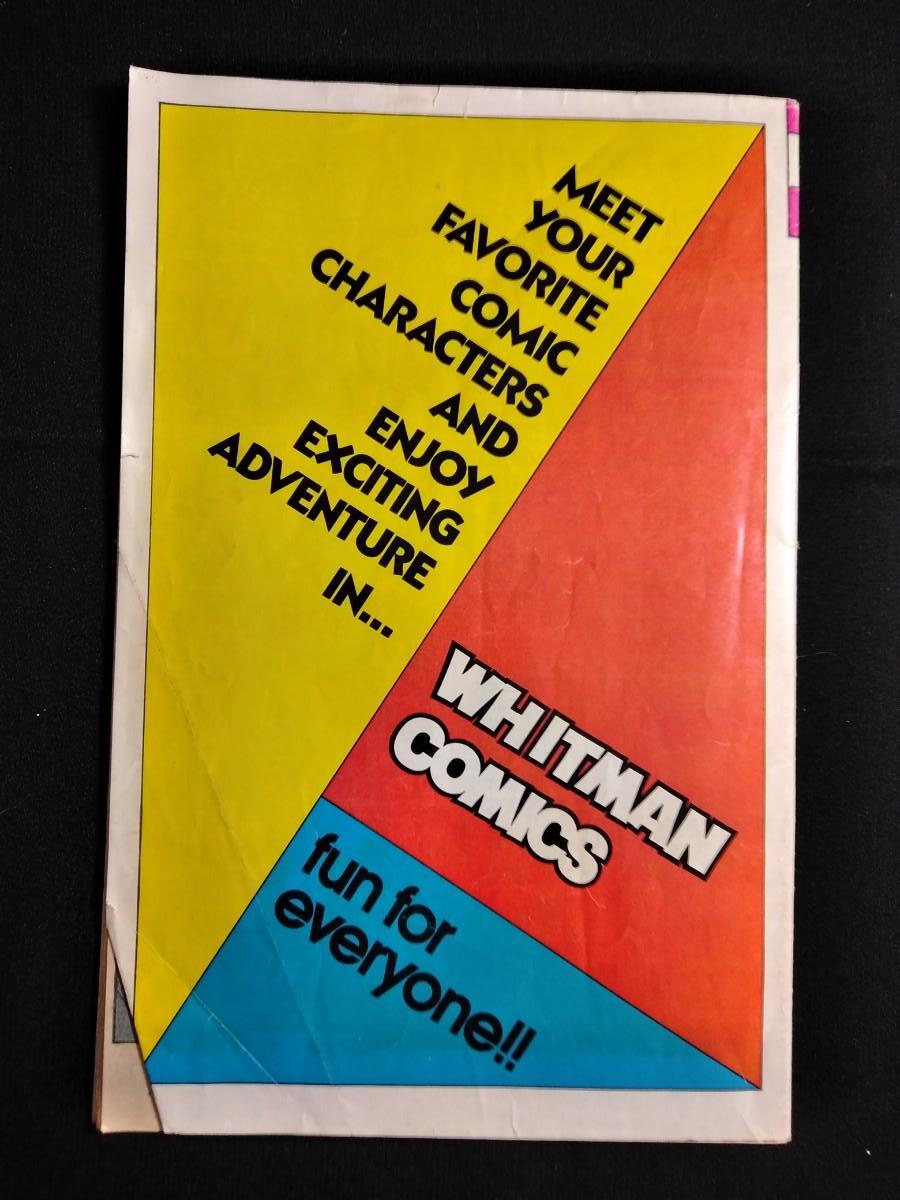 MEET
YOUR
FAVORITE
COMIC
CHARACTERS
AND
ENJOY
EXCITING
ADVENTURE
IN...
WHITMAN
COMICS
fun for
everyone!!